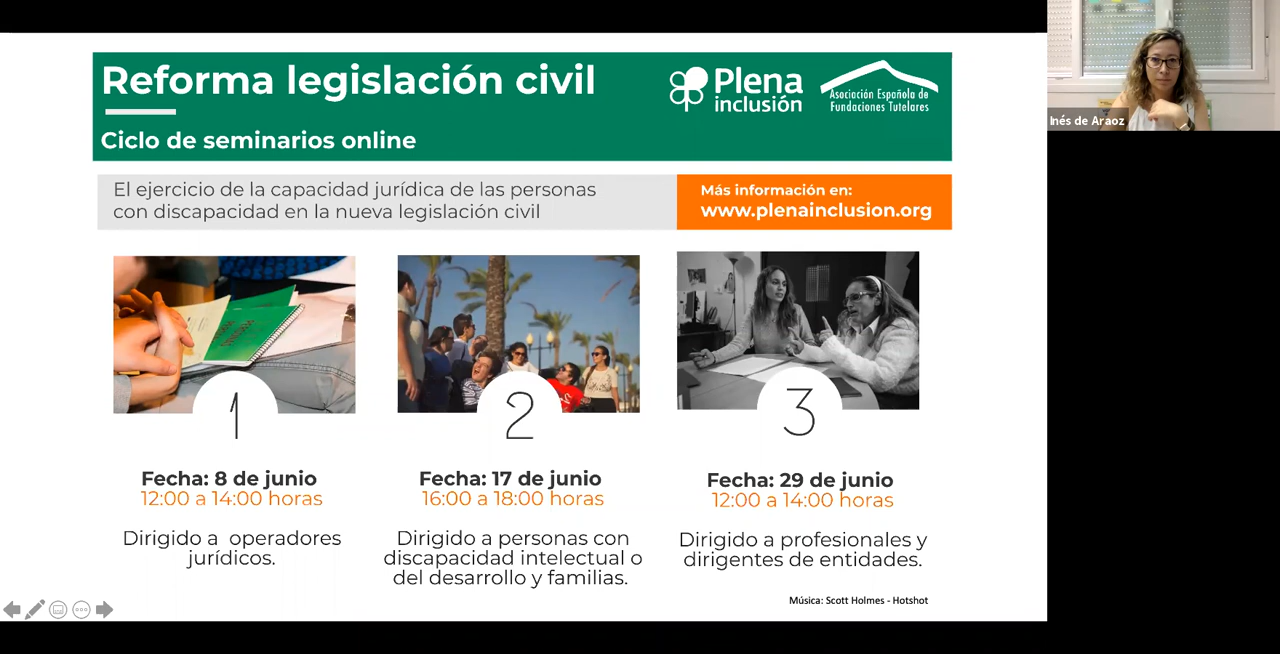 Reforma legislación civil
Ciclo de seminarios online
Plena
inclusión
Asociación Española de
Fundaciones Tutelares
El ejercicio de la capacidad jurídica de las personas
con discapacidad en la nueva legislación civil
Más información en:
www.plenainclusion.org
Inés de Araoz
1
Fecha: 8 de junio
12:00 a 14:00 horas
Dirigido a operadores
jurídicos.
2
Fecha: 17 de junio
16:00 a 18:00 horas
Dirigido a personas con
discapacidad intelectual o
del desarrollo y familias.
3
Fecha: 29 de junio
12:00 a 14:00 horas
Dirigido a profesionales y
dirigentes de entidades.
Música: Scott Holmes - Hotshot